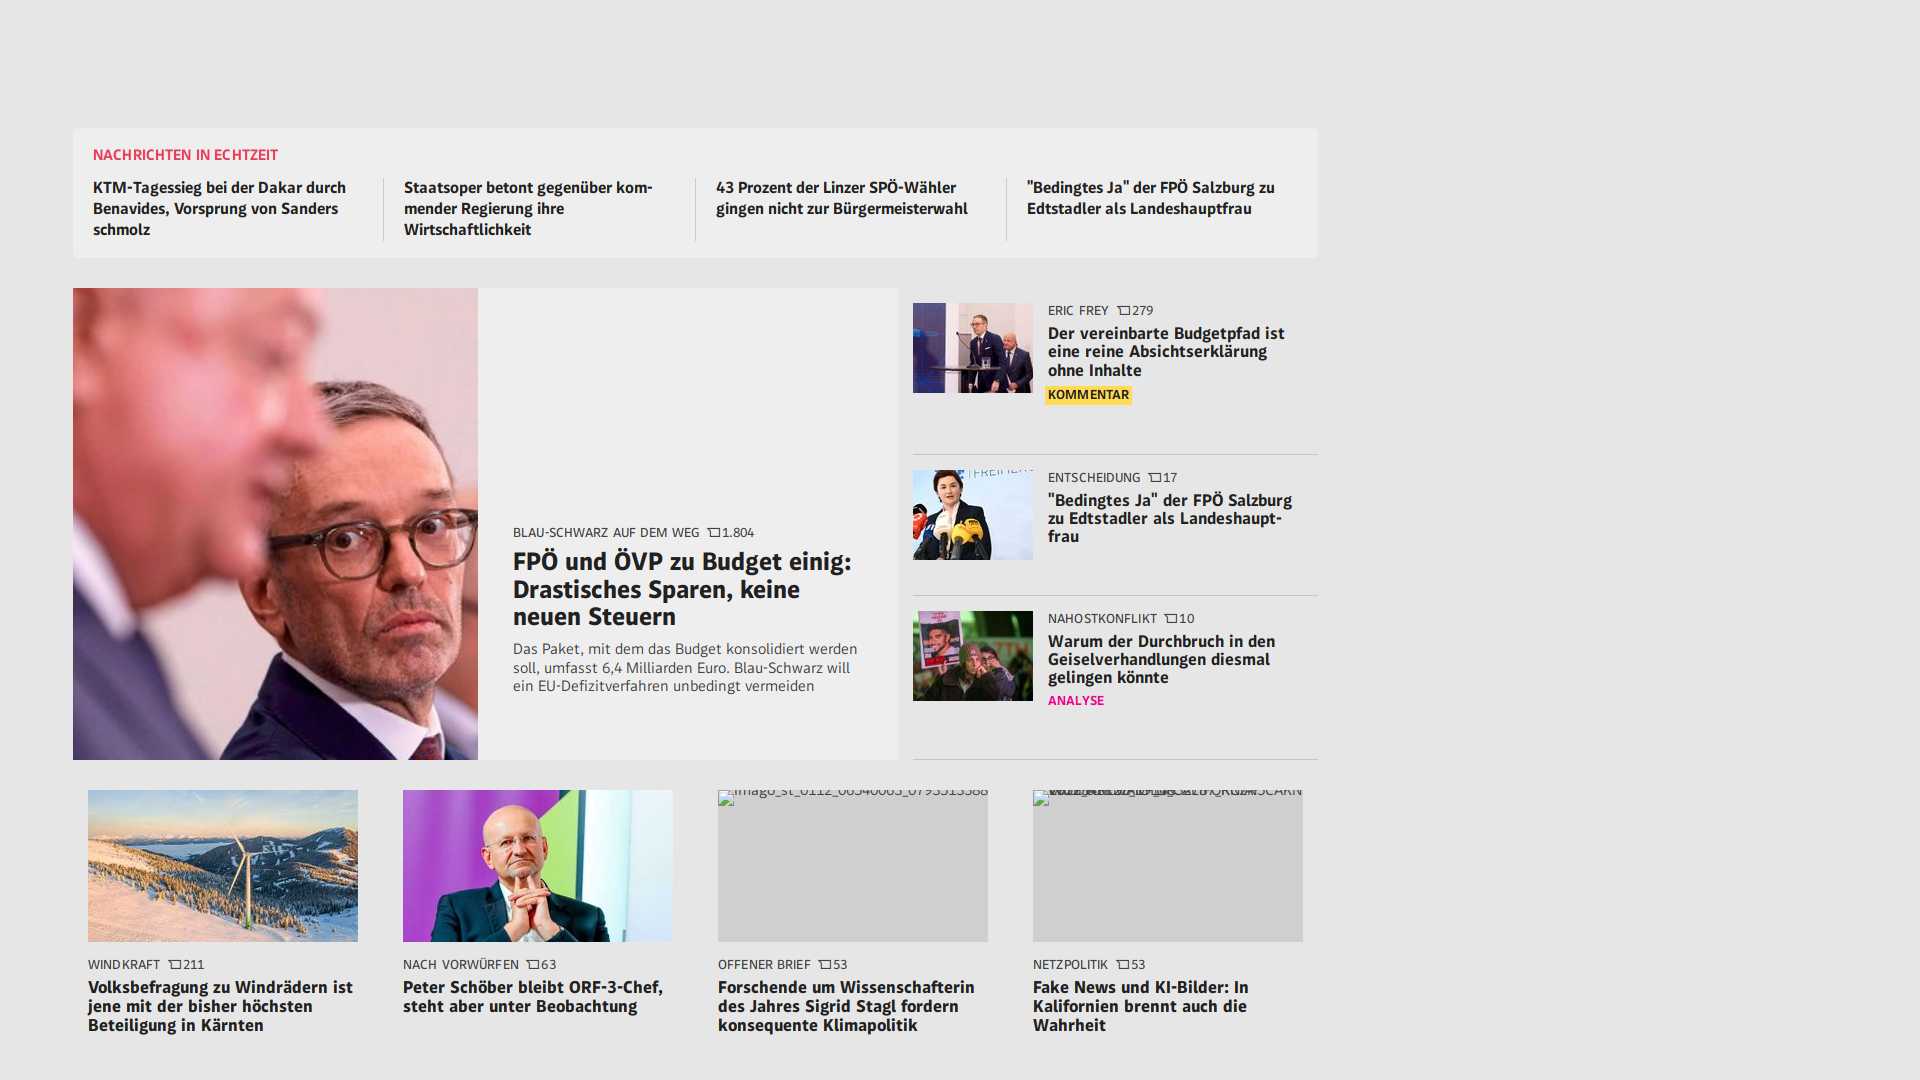 NACHRICHTEN IN ECHTZEIT
KTM-Tagessieg bei der Dakar durch
Benavides, Vorsprung von Sanders
schmolz
Staatsoper betont gegenüber kom-
mender Regierung ihre
Wirtschaftlichkeit
43 Prozent der Linzer SPÖ-Wähler
gingen nicht zur Bürgermeisterwahl
"Bedingtes Ja" der FPÖ Salzburg zu
Edtstadler als Landeshauptfrau
BLAU-SCHWARZ AUF DEM WEG 1.804
FPÖ und ÖVP zu Budget einig:
Drastisches Sparen, keine
neuen Steuern
Das Paket, mit dem das Budget konsolidiert werden
soll, umfasst 6,4 Milliarden Euro. Blau-Schwarz will
ein EU-Defizitverfahren unbedingt vermeiden
ERIC FREY 279
Der vereinbarte Budgetpfad ist
eine reine Absichtserklärung
ohne Inhalte
KOMMENTAR
ENTSCHEIDUNG 17
"Bedingtes Ja" der FPÖ Salzburg
zu Edtstadler als Landeshaupt-
frau
NAHOSTKONFLIKT 10
Warum der Durchbruch in den
Geiselverhandlungen diesmal
gelingen könnte
ANALYSE
WINDKRAFT 211
Volksbefragung zu Windrädern ist
jene mit der bisher höchsten
Beteiligung in Kärnten
NACH VORWÜRFEN 63
Peter Schöber bleibt ORF-3-Chef,
steht aber unter Beobachtung
OFFENER BRIEF 53
Forschende um Wissenschafterin
des Jahres Sigrid Stagl fordern
konsequente Klimapolitik
NETZPOLITIK 53
Fake News und KI-Bilder: In
Kalifornien brennt auch die
Wahrheit